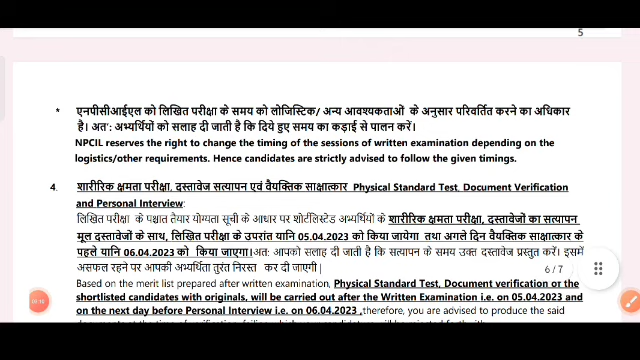 5
* एनपीसीआईएल को लिखित परीक्षा के समय को लोजिस्टिक/ अन्य आवश्यकताओं के अनुसार परिवर्तित करने का अधिकार
है। अत': अभ्यर्थियों को सलाह दी जाती है कि दिये हुए समय का कड़ाई से पालन करें।
NPCIL reserves the right to change the timing of the sessions of written examination depending on the
logistics/other requirements. Hence candidates are strictly advised to follow the given timings.
4. शारीरिक क्षमता परीक्षा, दस्तावेज सत्यापन एवं वैयक्तिक साक्षात्कार Physical Standard Test, Document Verification
and Personal Interview:
लिखित परीक्षा के पश्चात तैयार योग्यता सूची के आधार पर शोर्टलिस्टेड अभ्यर्थियों के शारीरिक क्षमता परीक्षा, दस्तावेजों का सत्यापन
मूल दस्तावेजों के साथ, लिखित परीक्षा के उपरांत यानि 05.04.2023 को किया जायेगा तथा अगले दिन वैयक्तिक साक्षात्कार के
पहले यानि 06.04.2023 को किया जाएगा।अत: आपको सलाह दी जाती है कि सत्यापन के समय उक्त दस्तावेज प्रस्तुत करें। इसमें
असफल रहने पर आपकी अभ्यर्थिता तुरंत निरस्त कर दी जाएगी|
6/7
Based on the merit list prepared after written examination, Physical Standard Test, Document verification of the
shortlisted candidates with originals, will be carried out after the Written Examination i.e. on 05.04.2023 and
on the next day before Personal Interview i.e. on 06.04.2023 ,therefore, you are advised to produce the said